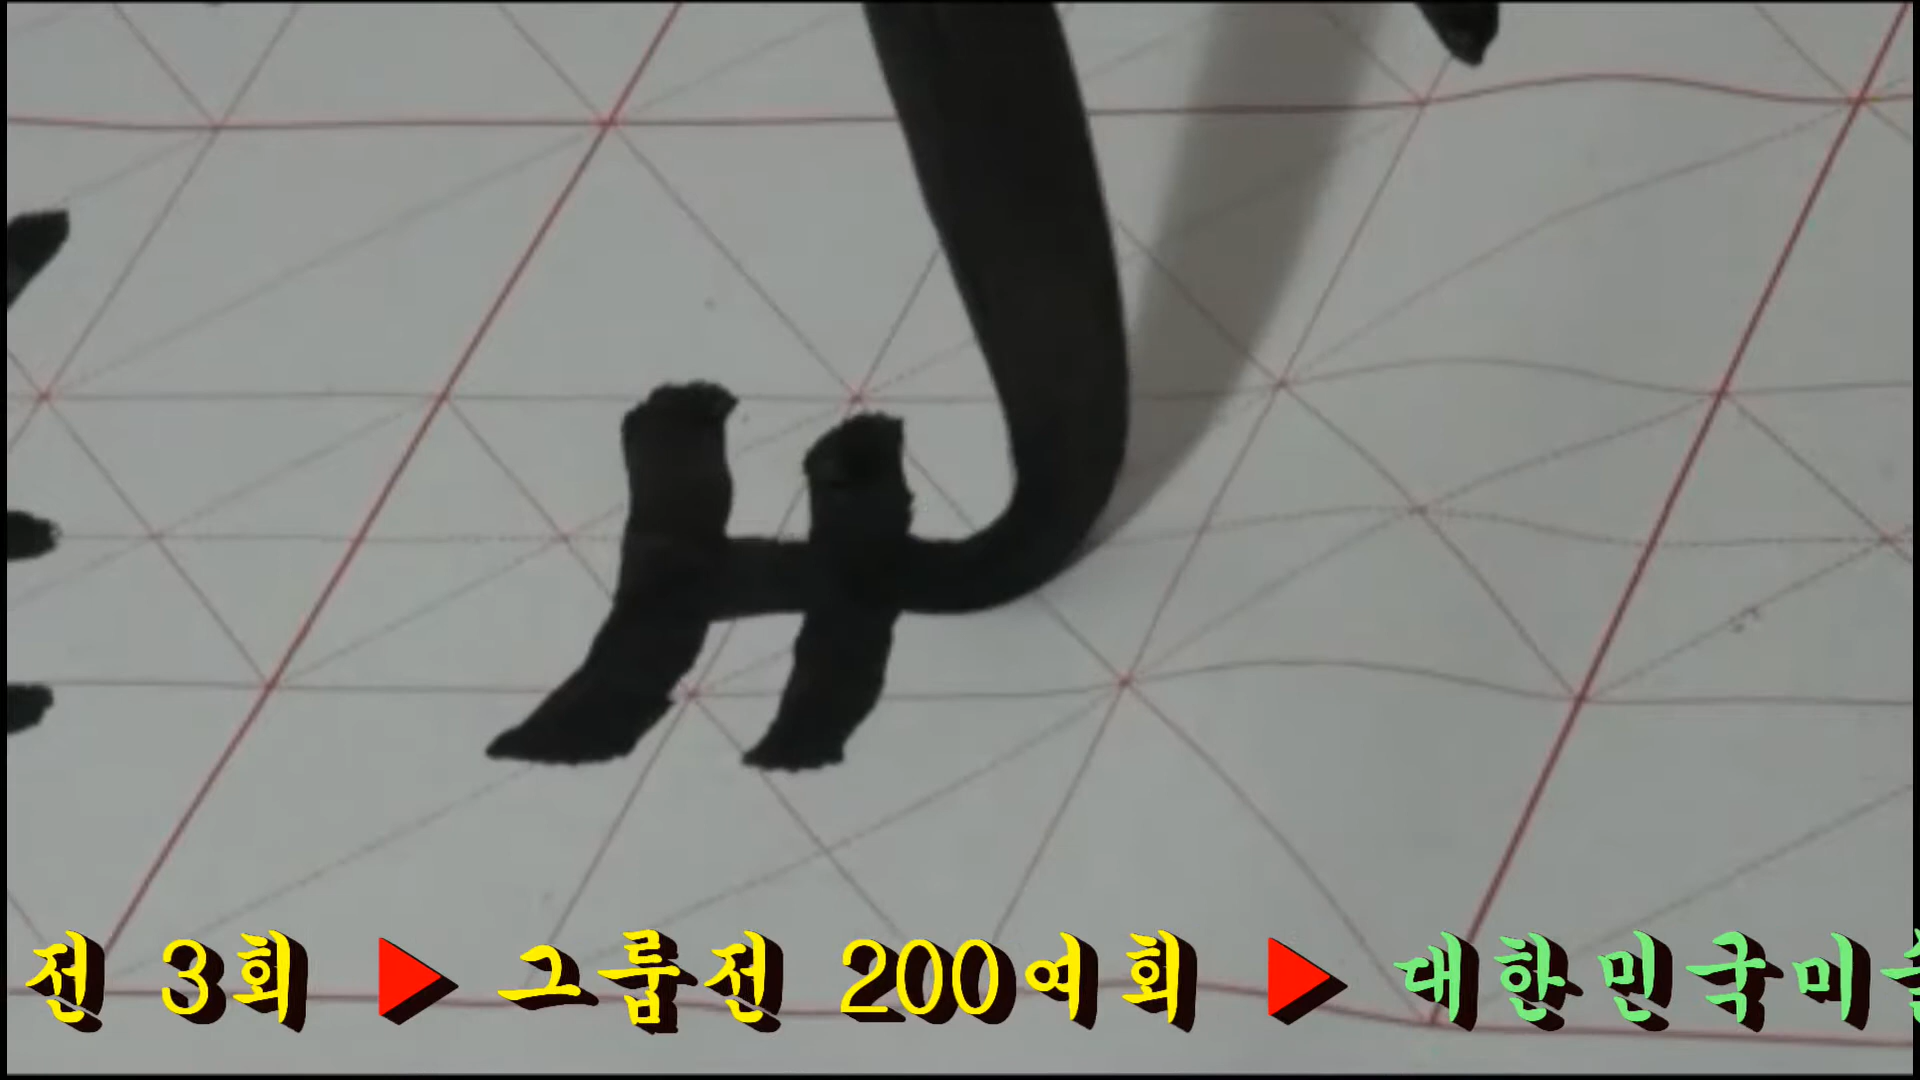 전 3회 ▶ 그룹전 200여회 ▶ 대한민국미